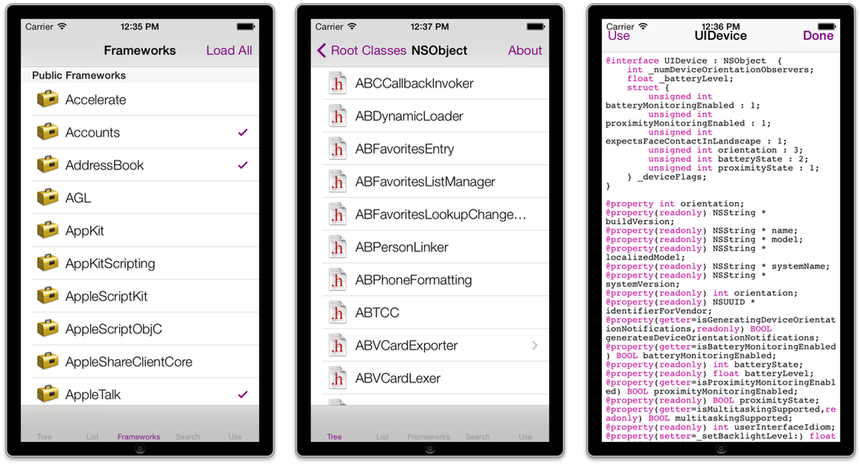 Carrier 12:35 PM
Frameworks Load All
Public Frameworks
Accelerate
Accounts
AddressBook
AGL
AppKit
AppKitScripting
AppleScriptKit
AppleScriptObjC
AppleShareClientCore
AppleTalk
Tree List Frameworks Search Use
Carrier 12:37 PM
Root Classes NSObject About
ABCCallbackInvoker
ABDynamicLoader
ABFavoritesEntry
ABFavoritesListManager
ABFavoritesLookupChange...
ABPersonLinker
ABPhoneFormatting
ABTCC
ABVCardExporter
ABVCardLexer
Tree List Frameworks Search Use
Carrier 12:36 PM
Use UIDevice Done
@interface UIDevice : NSObject {
int _numDeviceOrientationObservers;
float _batteryLevel;
struct {
unsigned int
batteryMonitoringEnabled : 1;
unsigned int
proximityMonitoringEnabled : 1;
unsigned int
expectsFaceContactInLandscape : 1;
unsigned int orientation : 3;
unsigned int batteryState : 2;
unsigned int proximityState : 1;
} _deviceFlags;
}
@property int orientation;
@property(readonly) NSString *
buildVersion;
@property(readonly) NSString * name;
@property(readonly) NSString * model;
@property(readonly) NSString *
localizedModel;
@property(readonly) NSString * systemName;
@property(readonly) NSString *
systemVersion;
@property(readonly) int orientation;
@property(readonly) NSUUID *
identifierForVendor;
@property(getter=isGeneratingDeviceOrientat
ionNotifications,readonly) BOOL
generatesDeviceOrientationNotifications;
@property(getter=isBatteryMonitoringEnabled
) BOOL batteryMonitoringEnabled;
@property(readonly) int batteryState;
@property(readonly) float batteryLevel;
@property(getter=isProximityMonitoringEnabl
ed) BOOL proximityMonitoringEnabled;
@property(readonly) BOOL proximityState;
@property(getter=isMultitaskingSupported,re
adonly) BOOL multitaskingSupported;
@property(readonly) int userInterfaceIdiom;
@property(setter=_setBacklightLevel:) float